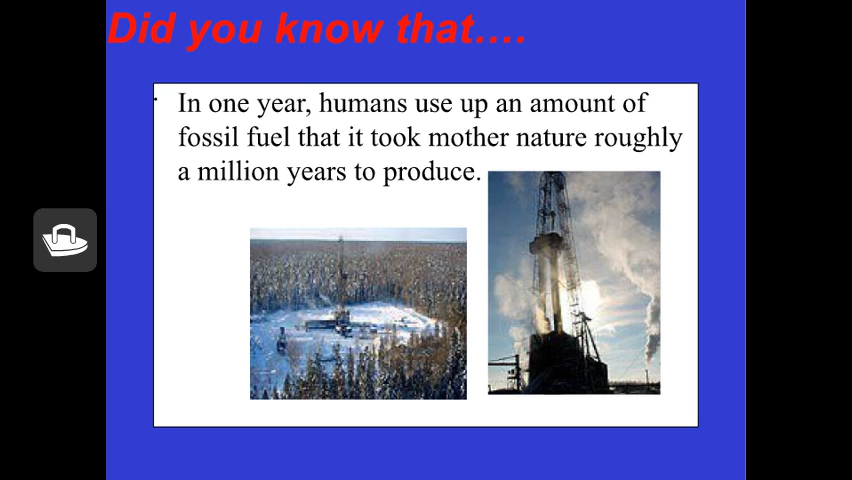 Did you know that....
• In one year, humans use up an amount of
fossil fuel that it took mother nature roughly
a million years to produce.